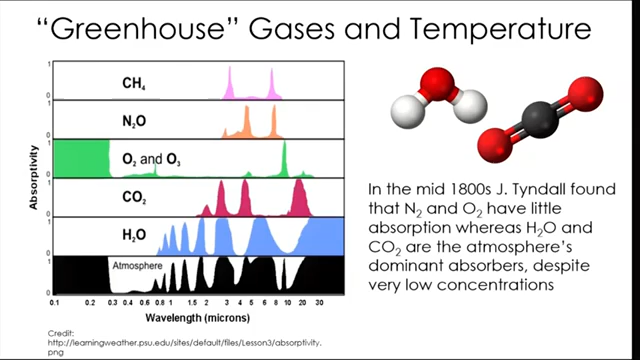 “Greenhouse” Gases and Temperature
1
CH4
0
1
N2O
0
1
O2 and O3
0
1
CO2
0
1
H2O
0
1
Atmosphere
0
Absorptivity
0.1 0.2 0.3 0.4 0.6 0.8 1 1.5 2 3 4 5 6 8 10 20 30
Wavelength (microns)
Credit:
http://learningweather.psu.edu/sites/default/files/Lesson3/absorptivity.
png
In the mid 1800s J. Tyndall found
that N2 and O2 have little
absorption whereas H2O and
CO2 are the atmosphere’s
dominant absorbers, despite
very low concentrations